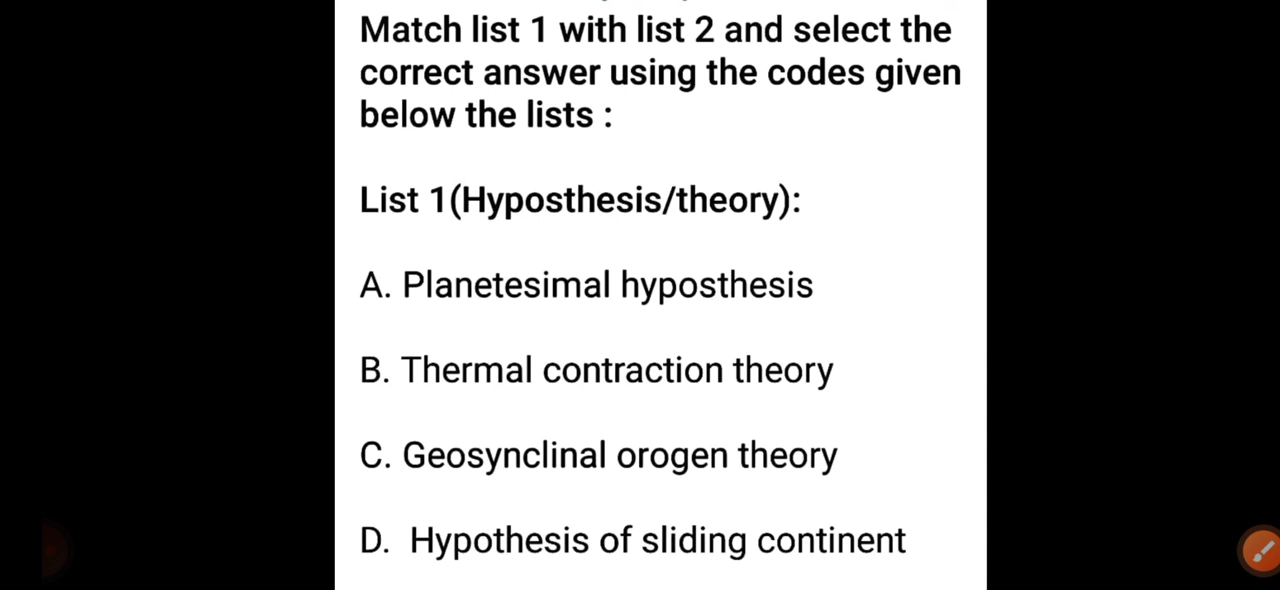 Match list 1 with list 2 and select the
correct answer using the codes given
below the lists :
List 1(Hyposthesis/theory):
A. Planetesimal hyposthesis
B. Thermal contraction theory
C. Geosynclinal orogen theory
D. Hypothesis of sliding continent